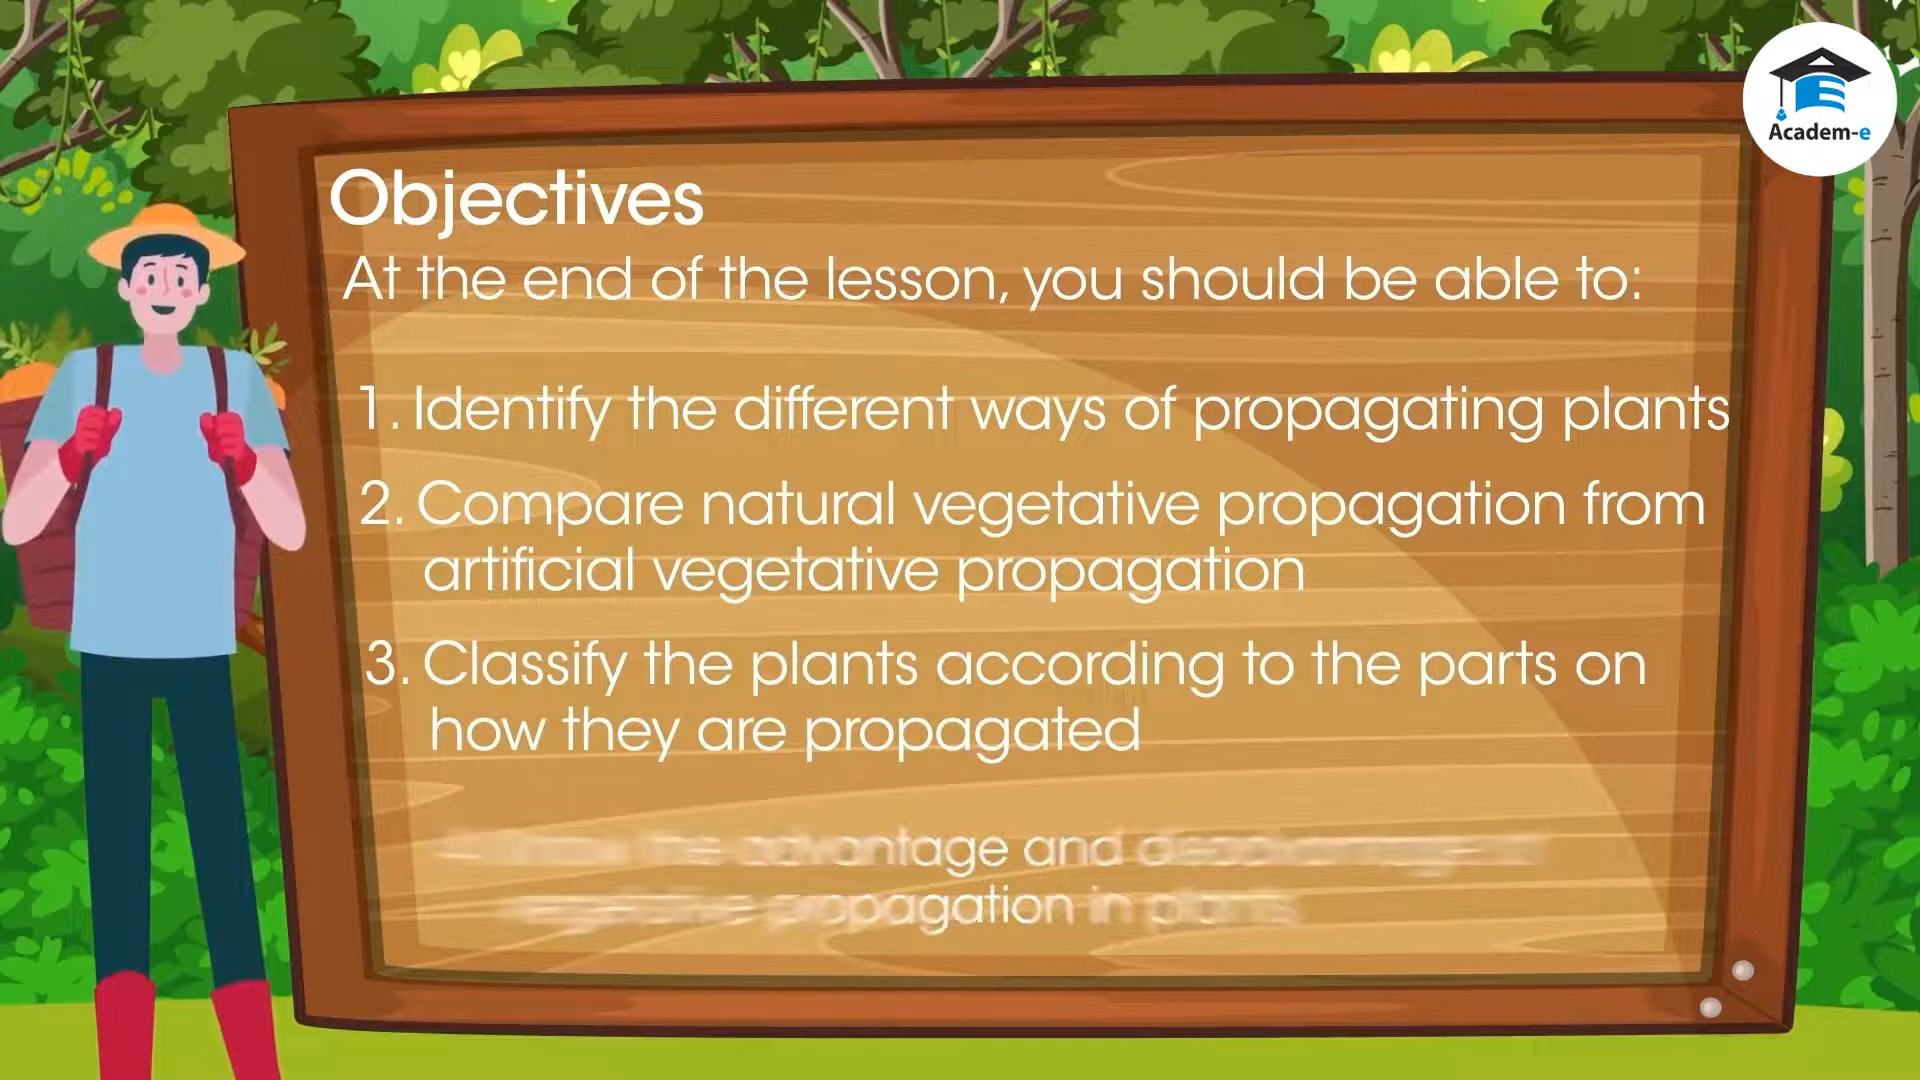 Academ-e
Objectives
At the end of the lesson, you should be able to:
1. Identify the different ways of propagating plants
2. Compare natural vegetative propagation from
artificial vegetative propagation
3. Classify the plants according to the parts on
how they are propagated
the advantage and
propagation in